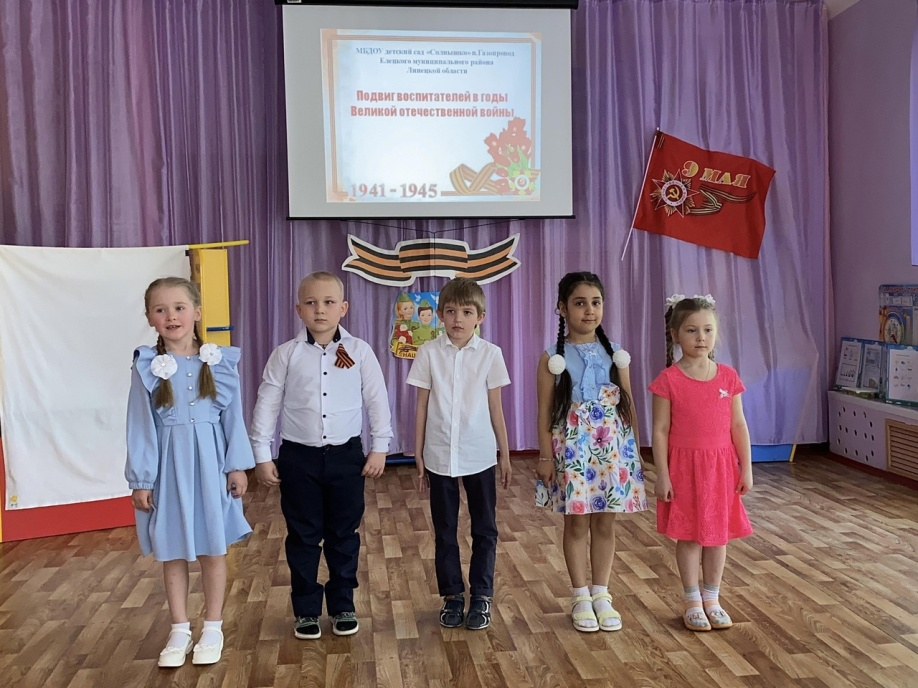 МБДОУ детский сад «Солнышко» п.Газопровод
Елецкого муниципального района
Липецкой области
Подвиг воспитателей в годы
Великой отечественной войны
1941 - 1945
9 МАЯ